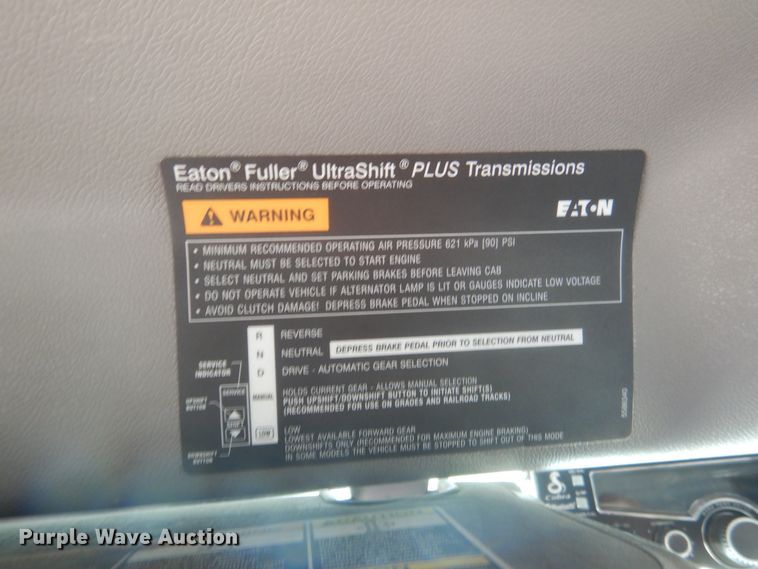 Eaton® Fuller® UltraShift® PLUS Transmissions
READ DRIVERS INSTRUCTIONS BEFORE OPERATING
WARNING
EATON
• MINIMUM RECOMMENDED OPERATING AIR PRESSURE 621 kPa [90] PSI
• NEUTRAL MUST BE SELECTED TO START ENGINE
• SELECT NEUTRAL AND SET PARKING BRAKES BEFORE LEAVING CAB
• DO NOT OPERATE VEHICLE IF ALTERNATOR LAMP IS LIT OR GAUGES INDICATE LOW VOLTAGE
• AVOID CLUTCH DAMAGE! DEPRESS BRAKE PEDAL WHEN STOPPED ON INCLINE
R REVERSE
N NEUTRAL DEPRESS BRAKE PEDAL PRIOR TO SELECTION FROM NEUTRAL
D DRIVE - AUTOMATIC GEAR SELECTION
SERVICE
INDICATOR
SERVICE
UPSHIFT
BUTTON
DOWNSHIFT
BUTTON
MANUAL
HOLDS CURRENT GEAR - ALLOWS MANUAL SELECTION
PUSH UPSHIFT/DOWNSHIFT BUTTON TO INITIATE SHIFT(S)
(RECOMMENDED FOR USE ON GRADES AND RAILROAD TRACKS)
LOW
LOW
LOWEST AVAILABLE FORWARD GEAR
DOWNSHIFTS ONLY (RECOMMENDED FOR MAXIMUM ENGINE BRAKING)
IN SOME MODELS THE VEHICLE MUST BE STOPPED TO SHIFT OUT OF THIS MODE
Cobra
Purple Wave Auction